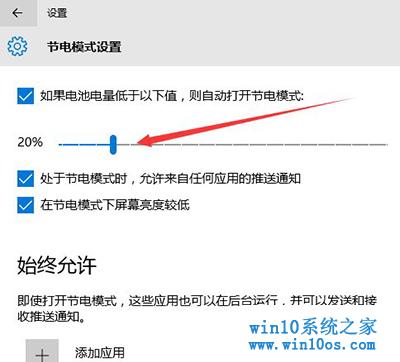 设置
节电模式设置
如果电池电量低于以下值，则自动打开节电模式:
20%
处于节电模式时，允许来自任何应用的推送通知
在节电模式下屏幕亮度较低
始终允许
即使打开节电模式，这些应用也可以在后台运行，并可以发送和接
收推送通知。
添加应用
win10系统之家
www.win10os.com